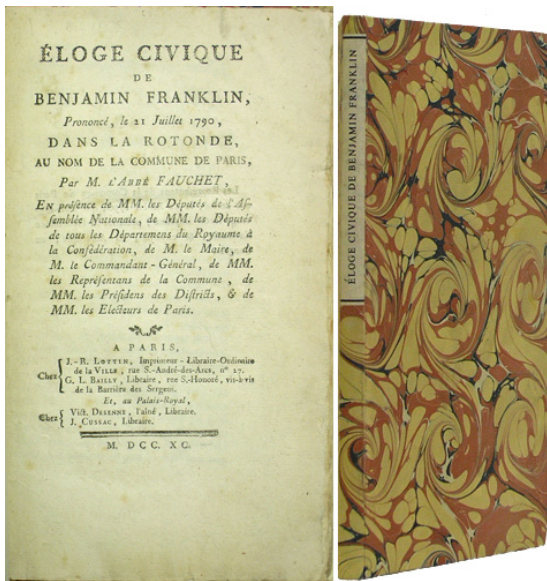 ÉLOGE CIVIQUE
DE
BENJAMIN FRANKLIN,
Prononcé, le 21 Juillet 1790,
DANS LA ROTONDE,
AU NOM DE LA COMMUNE DE PARIS,
Par M. L'ABBÉ FAUCHET,
EN préſence de MM. les Députés de l'Aſ-
ſemblée Nationale, de MM. les Députés
de tous les Départemens du Royaume à
la Confédération, de M. le Maire, de
M. le Commandant-Général, de MM.
les Repréſentans de la Commune, de
MM. les Préſidens des Diſtricts, & de
MM. les Electeurs de Paris.
A PARIS,
Chez { J.-R. LOTTIN, Imprimeur-Libraire-Ordinaire
de la VILLE, rue S.-André-des-Arcs, n° 27.
G. L. BAILLY, Libraire, rue S.-Honoré, vis-à-vis
de la Barrière des Sergens.
Et, au Palais-Royal,
Chez { Vict. DESENNE, l'aîné, Libraire.
J. CUSSAC, Libraire.
M. DCC. XC.
ÉLOGE CIVIQUE DE BENJAMIN FRANKLIN